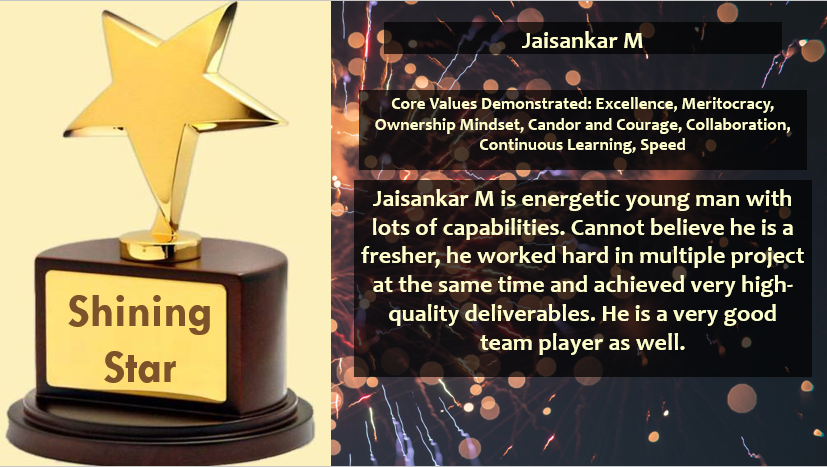 Shining
Star
Jaisankar M
Core Values Demonstrated: Excellence, Meritocracy,
Ownership Mindset, Candor and Courage, Collaboration,
Continuous Learning, Speed
Jaisankar M is energetic young man with
lots of capabilities. Cannot believe he is a
fresher, he worked hard in multiple project
at the same time and achieved very high-
quality deliverables. He is a very good
team player as well.